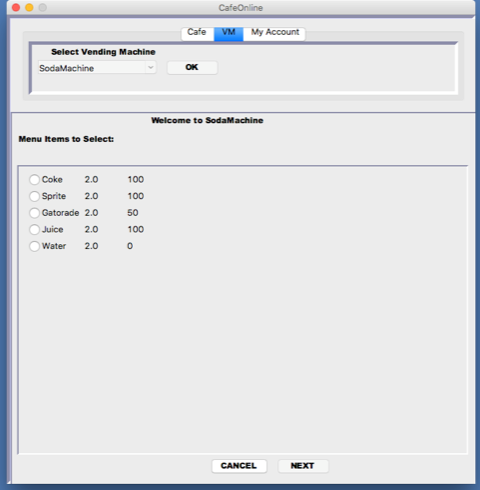 CafeOnline
Cafe VM My Account
Select Vending Machine
SodaMachine OK
Welcome to SodaMachine
Menu Items to Select:
Coke 2.0 100
Sprite 2.0 100
Gatorade 2.0 50
Juice 2.0 100
Water 2.0 0
CANCEL NEXT